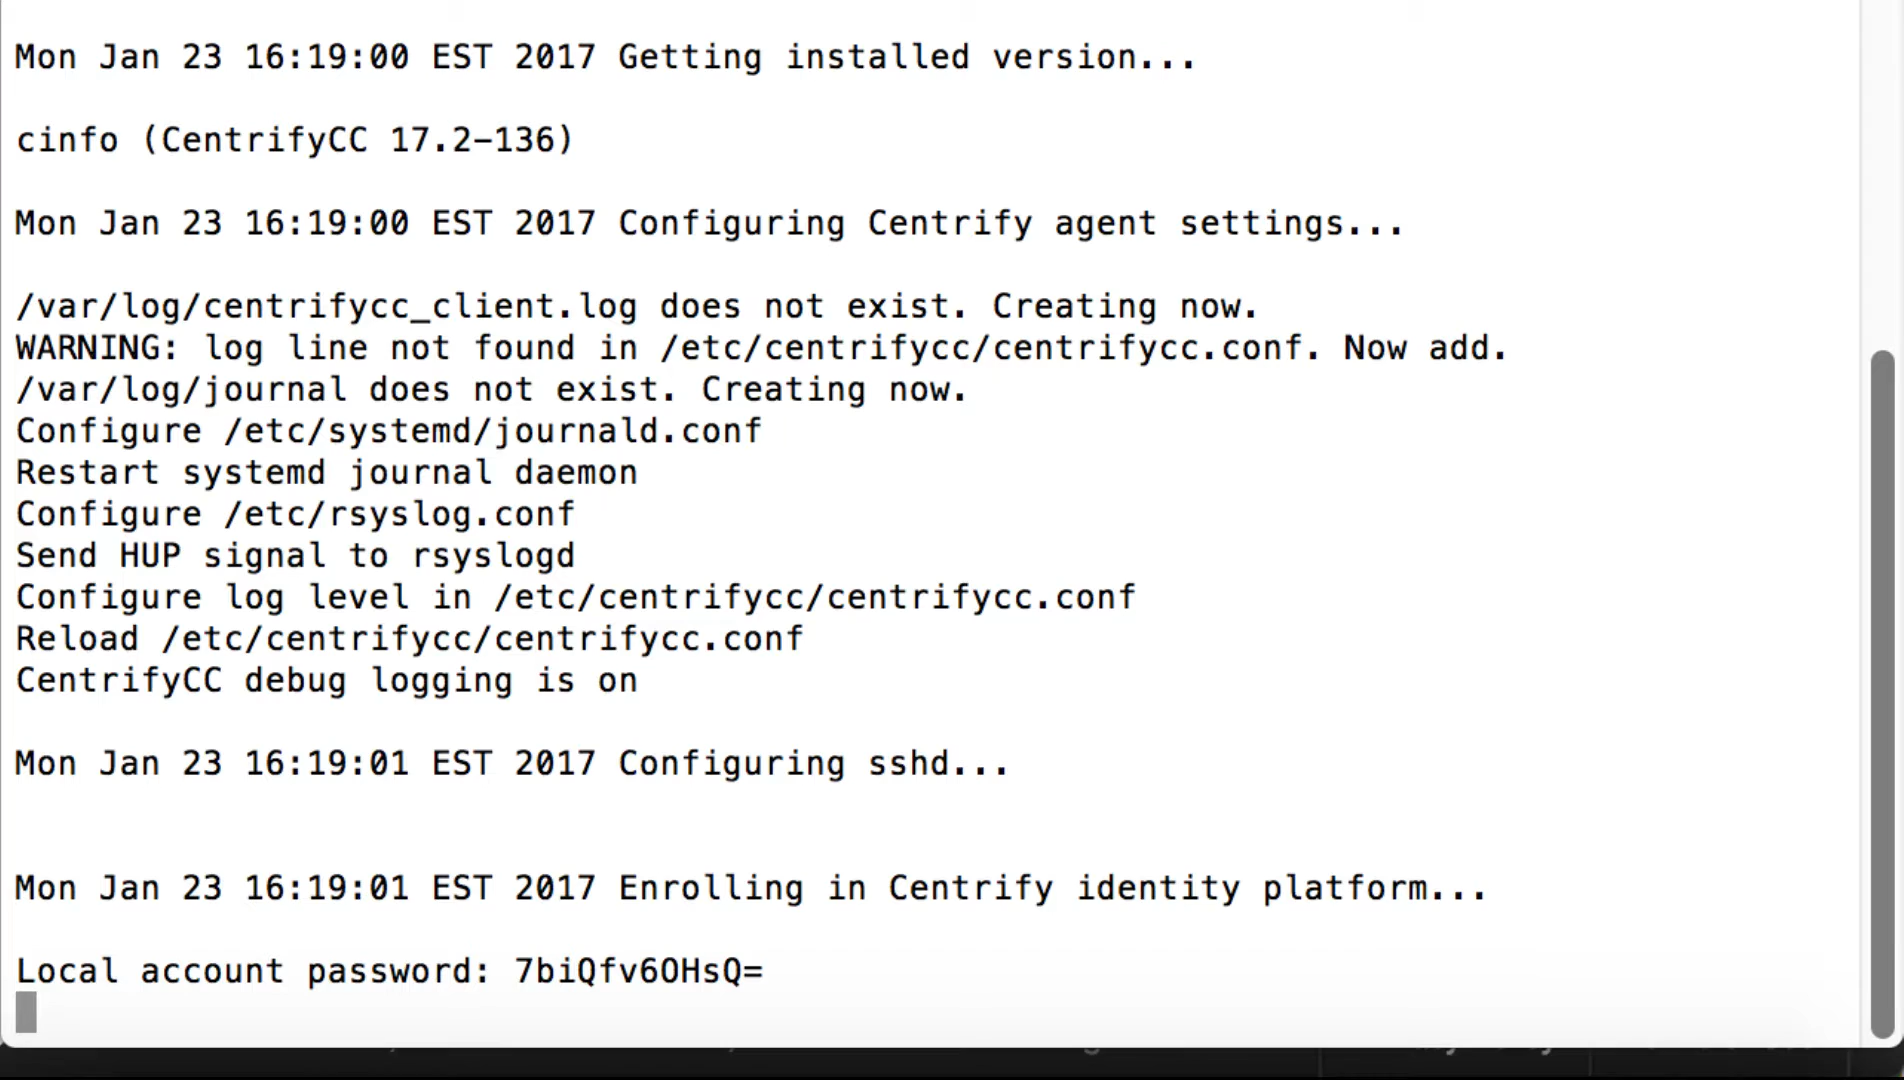 Mon Jan 23 16:19:00 EST 2017 Getting installed version...
cinfo (CentrifyCC 17.2-136)
Mon Jan 23 16:19:00 EST 2017 Configuring Centrify agent settings...
/var/log/centrifycc_client.log does not exist. Creating now.
WARNING: log line not found in /etc/centrifycc/centrifycc.conf. Now add.
/var/log/journal does not exist. Creating now.
Configure /etc/systemd/journald.conf
Restart systemd journal daemon
Configure /etc/rsyslog.conf
Send HUP signal to rsyslogd
Configure log level in /etc/centrifycc/centrifycc.conf
Reload /etc/centrifycc/centrifycc.conf
CentrifyCC debug logging is on
Mon Jan 23 16:19:01 EST 2017 Configuring sshd...
Mon Jan 23 16:19:01 EST 2017 Enrolling in Centrify identity platform...
Local account password: 7biQfv6OHsQ=